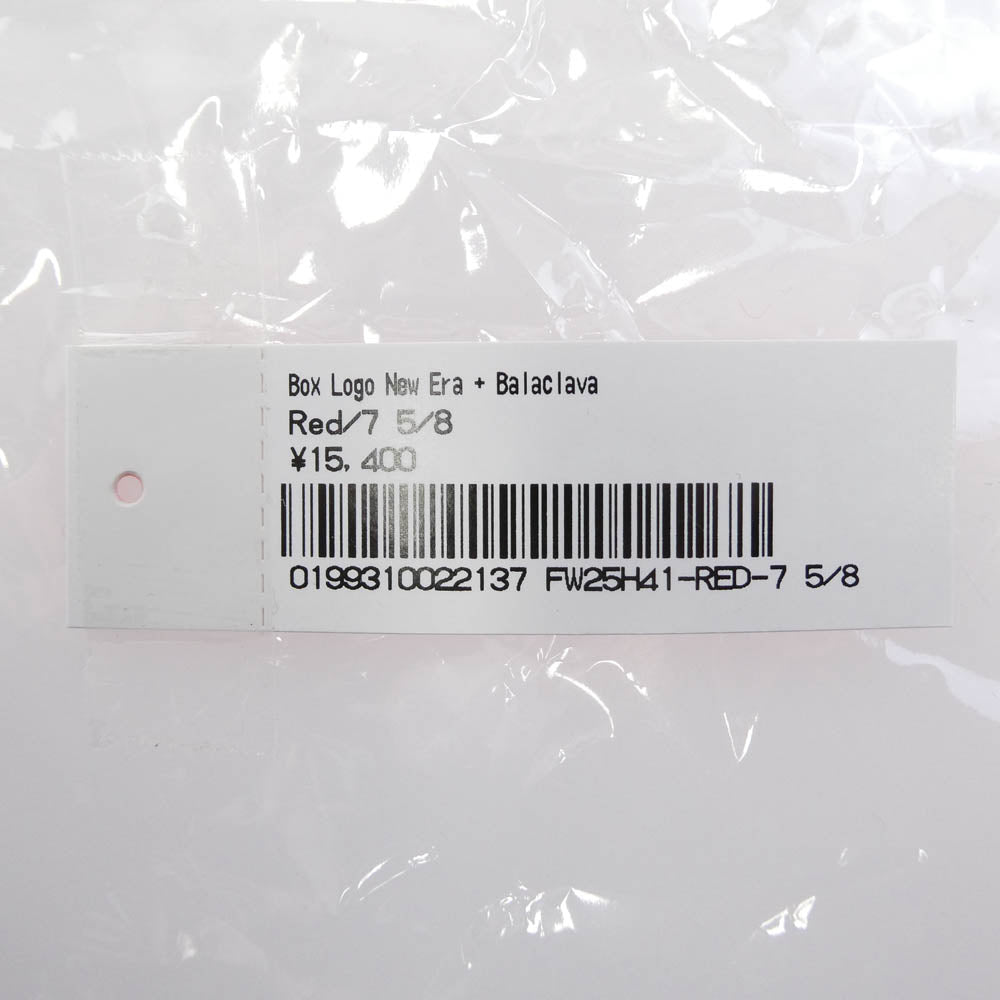 Box Logo New Era + Balaclava
Red/7 5/8
¥15,400
0199310022137 FW25H41-RED-7 5/8